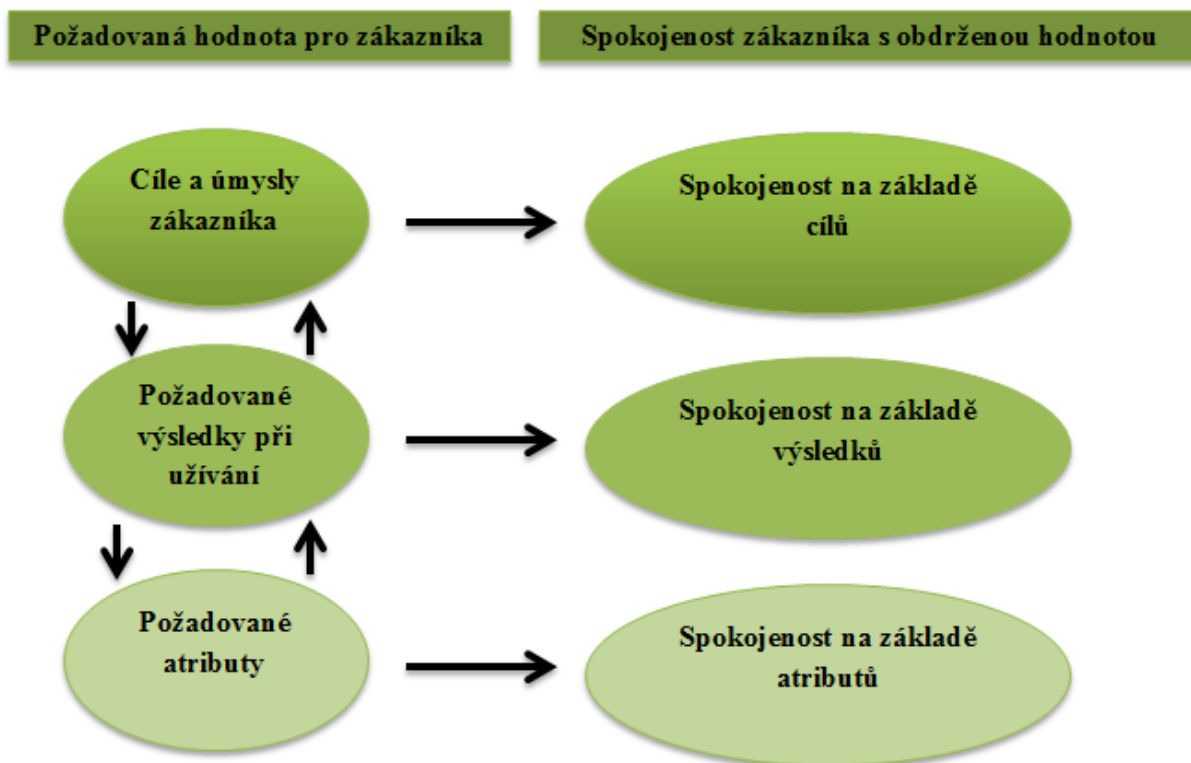 Požadovaná hodnota pro zákazníka
Spokojenost zákazníka s obdrženou hodnotou
Cíle a úmysly
zákazníka
Spokojenost na základě
cílů
Požadované
výsledky při
užívání
Spokojenost na základě
výsledků
Požadované
atributy
Spokojenost na základě
atributů